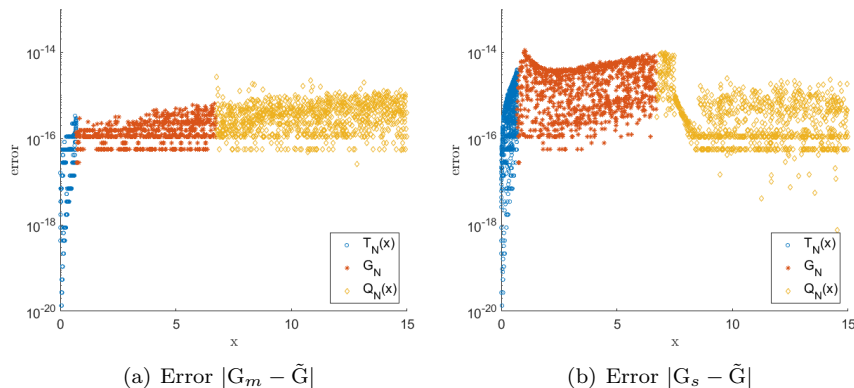 10⁻¹⁴
10⁻¹⁶
10⁻¹⁸
10⁻²⁰
error
0
5
10
15
x
T_N(x)
G_N
Q_N(x)
(a) Error |G_m − G̃|
10⁻¹⁴
10⁻¹⁶
10⁻¹⁸
10⁻²⁰
error
0
5
10
15
x
T_N(x)
G_N
Q_N(x)
(b) Error |G_s − G̃|